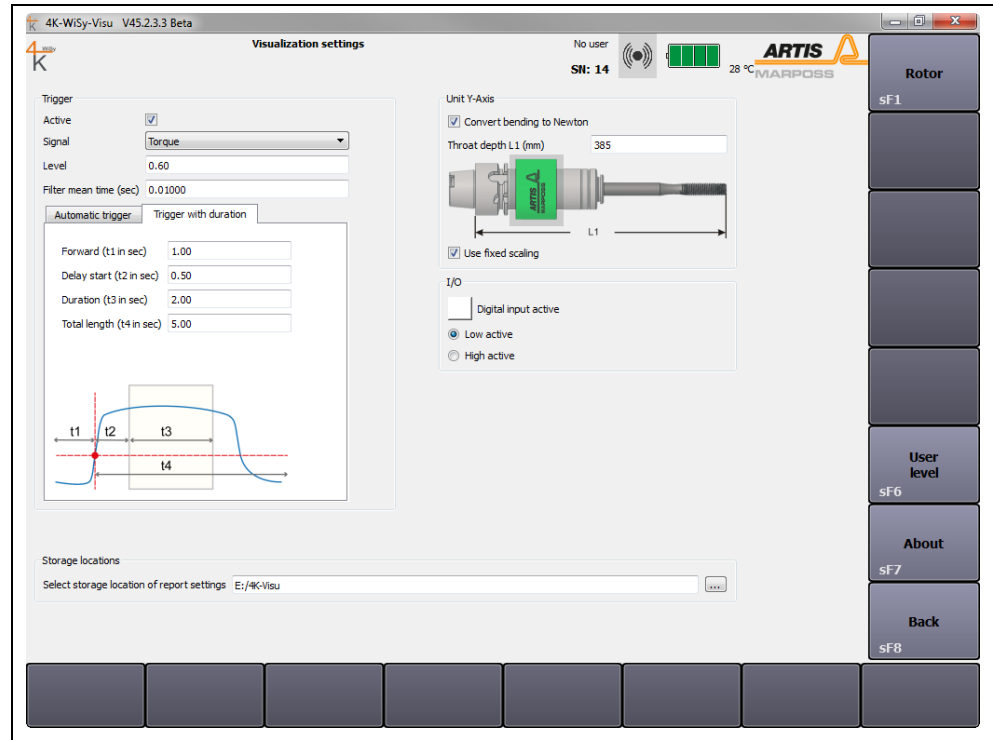 4K-WiSy-Visu V45.2.3.3 Beta
4 WiSy
K
Visualization settings
No user
SN: 14
28 °C
ARTIS
MARPOSS
Trigger
Active
Signal Torque
Level 0.60
Filter mean time (sec) 0.01000
Automatic trigger Trigger with duration
Forward (t1 in sec) 1.00
Delay start (t2 in sec) 0.50
Duration (t3 in sec) 2.00
Total length (t4 in sec) 5.00
t1 t2 t3
t4
Unit Y-Axis
Convert bending to Newton
Throat depth L1 (mm) 385
ARTIS
MARPOSS
L1
Use fixed scaling
I/O
Digital input active
Low active
High active
Storage locations
Select storage location of report settings E:/4K-Visu ...
Rotor
sF1
User
level
sF6
About
sF7
Back
sF8